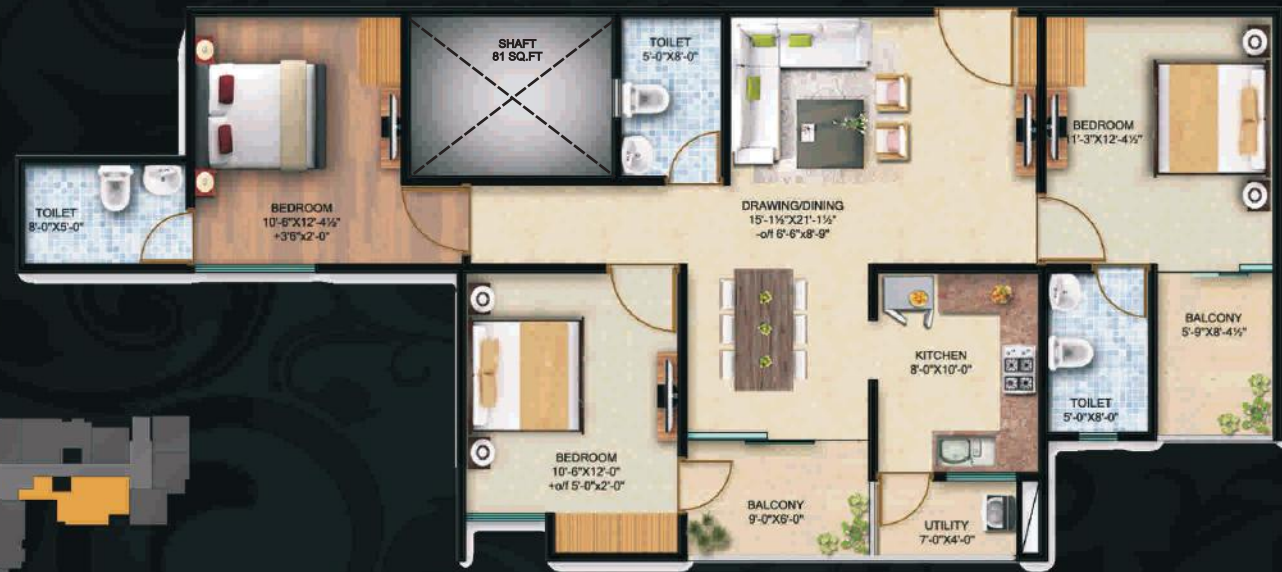 SHAFT
81 SQ.FT
TOILET
5'-0"X8'-0"
BEDROOM
11'-3"X12'-4½"
TOILET
8'-0"X5'-0"
BEDROOM
10'-6"X12'-4½"
+3'6"x2'-0"
DRAWING/DINING
15'-1½"X21'-1½"
-o/f 6'-6"x8'-9"
BALCONY
5'-9"X8'-4½"
KITCHEN
8'-0"X10'-0"
TOILET
5'-0"X8'-0"
BEDROOM
10'-6"X12'-0"
+o/f 5'-0"x2'-0"
BALCONY
9'-0"X6'-0"
UTILITY
7'-0"X4'-0"